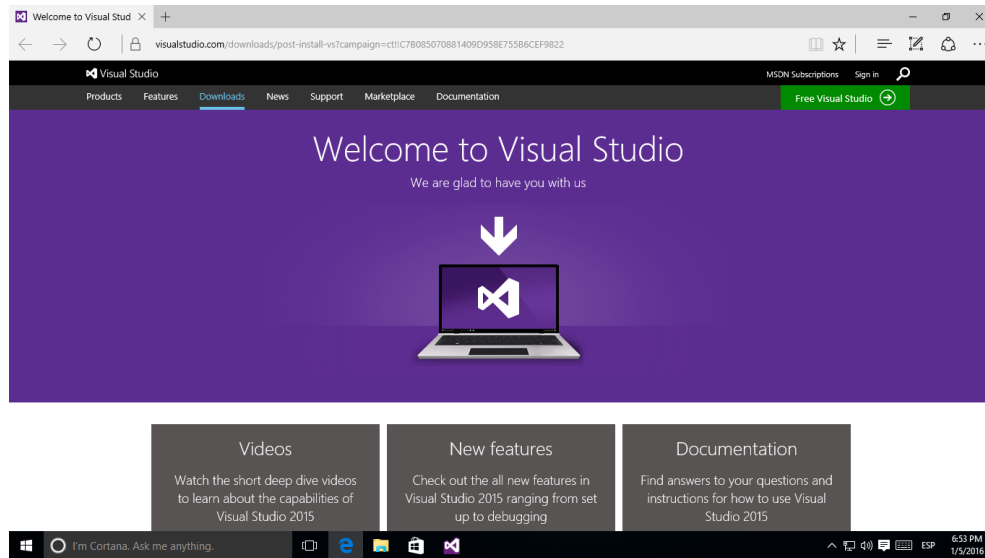 Welcome to Visual Stud
visualstudio.com/downloads/post-install-vs?campaign=ct!!C7B085070881409D958E755B6CEF9822
Visual Studio
MSDN Subscriptions Sign in
Products Features Downloads News Support Marketplace Documentation
Free Visual Studio
Welcome to Visual Studio
We are glad to have you with us
Videos
Watch the short deep dive videos
to learn about the capabilities of
Visual Studio 2015
New features
Check out the all new features in
Visual Studio 2015 ranging from set
up to debugging
Documentation
Find answers to your questions and
instructions for how to use Visual
Studio 2015
I'm Cortana. Ask me anything.
ESP
6:53 PM
1/5/2016